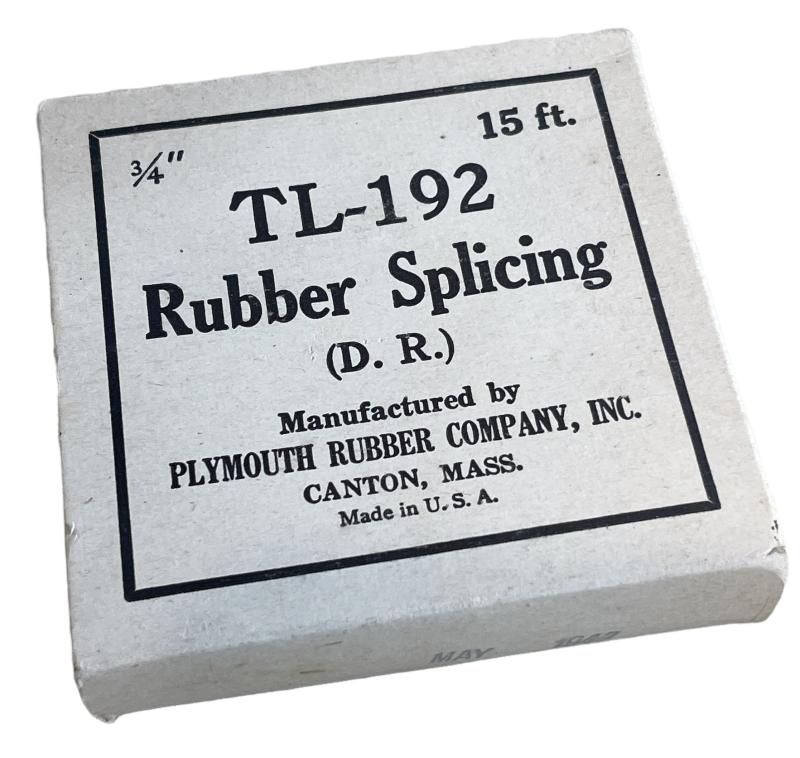 3/4" 15 ft.
TL-192
Rubber Splicing
(D. R.)
Manufactured by
PLYMOUTH RUBBER COMPANY, INC.
CANTON, MASS.
Made in U. S. A.
MAY